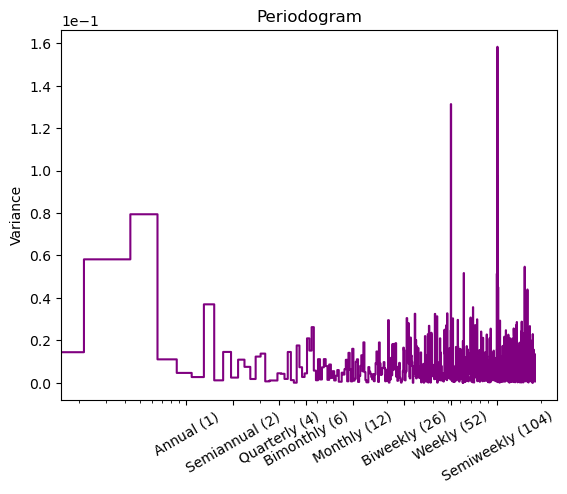 Periodogram
1e−1
Variance
1.6
1.4
1.2
1.0
0.8
0.6
0.4
0.2
0.0
Annual (1)
Semiannual (2)
Quarterly (4)
Bimonthly (6)
Monthly (12)
Biweekly (26)
Weekly (52)
Semiweekly (104)